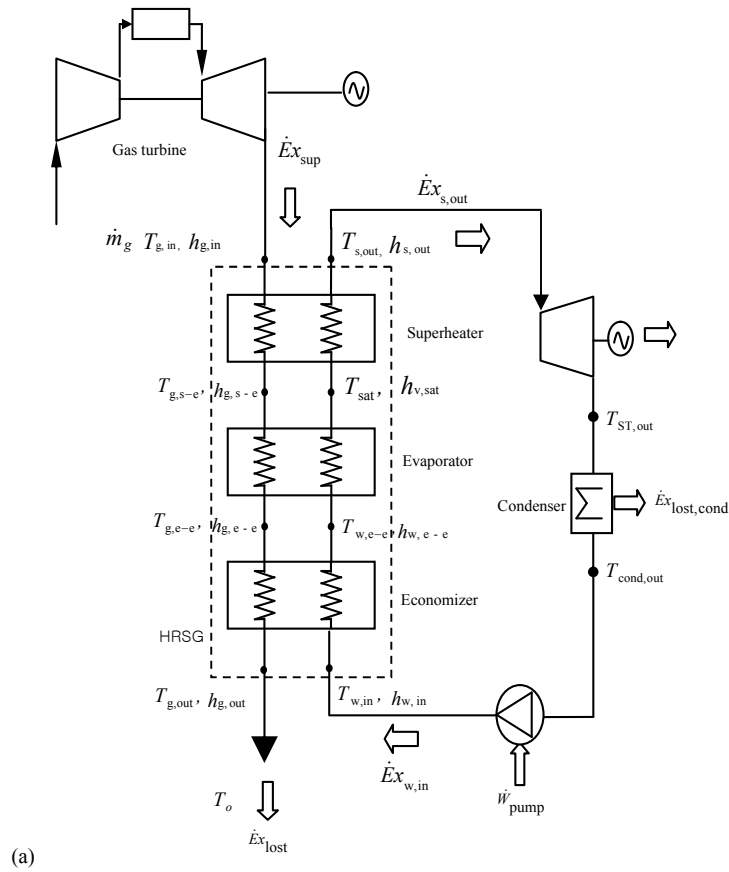 Gas turbine
Ėx_sup
Ėx_s,out
ṁ_g T_g,in, h_g,in
T_s,out, h_s,out
Superheater
T_g,s-e, h_g,s-e
T_sat, h_v,sat
T_ST,out
Evaporator
Condenser
Ėx_lost,cond
T_g,e-e, h_g,e-e
T_w,e-e, h_w,e-e
T_cond,out
Economizer
HRSG
T_g,out, h_g,out
T_w,in, h_w,in
Ėx_w,in
T_o
Ẇ_pump
Ėx_lost
(a)